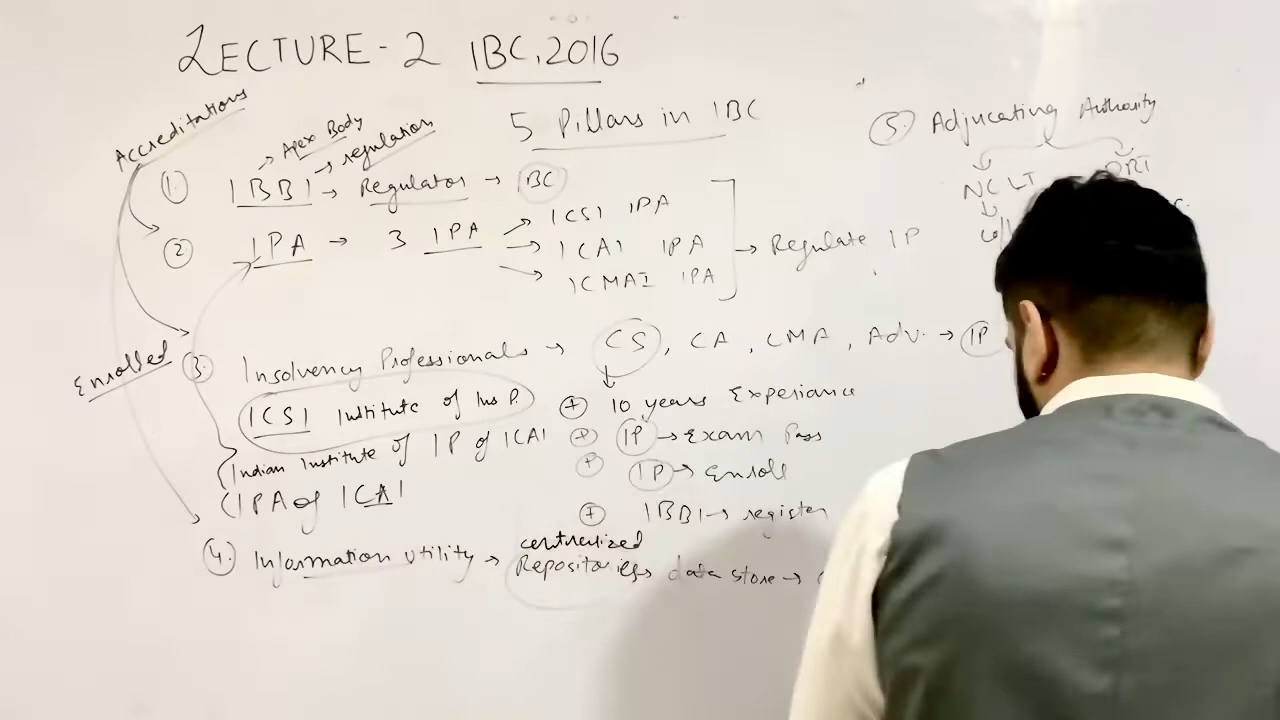 LECTURE-2 IBC, 2016
5 Pillars in IBC
Accreditations
→ Apex Body
→ regulation
1. IBBI → Regulator → IBC
2 IPA → 3 IPA → ICSI IPA
→ ICAI IPA
→ ICMAI IPA
→ Regulate IP
Enrolled
3. Insolvency Professionals → CS, CA, CMA, Adv. → IP
ICSI Institute of Ins P.
Indian Institute of IP of ICAI
IPA of ICAI
+ 10 years Experiance
+ IP → Exam Pass
+ IP → Enroll
+ IBBI → register
4. Information utility → centralized
Repositories data store →
5. Adjucating Authority
NCLT DRT